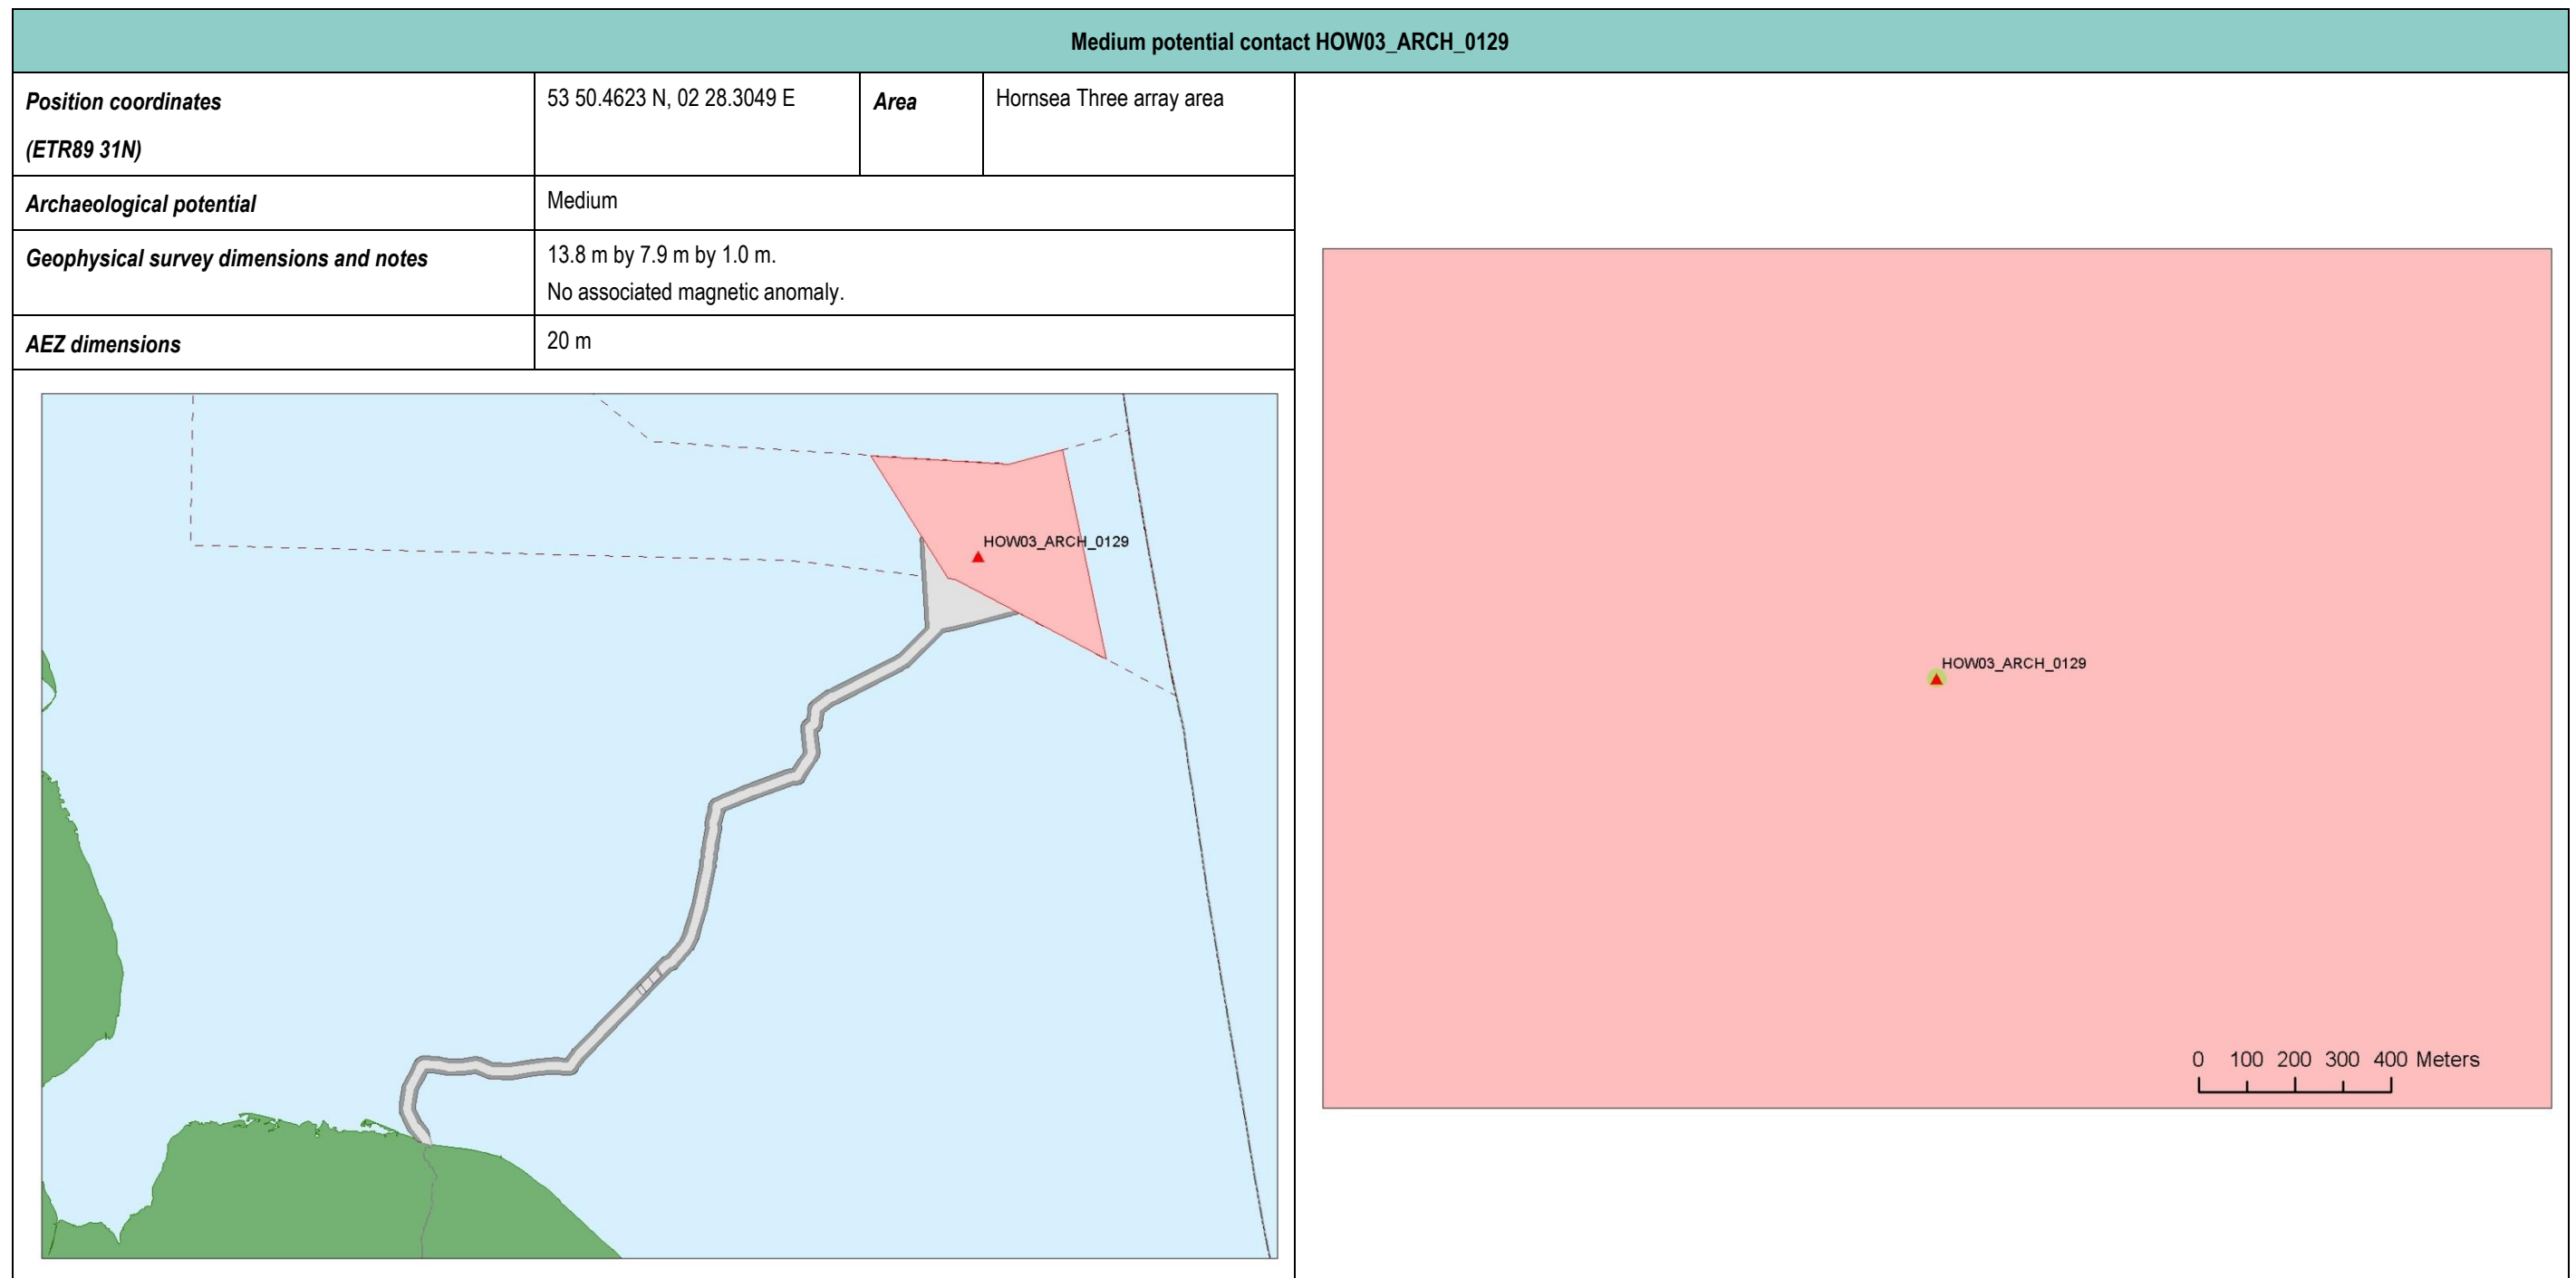 Medium potential contact HOW03_ARCH_0129
Position coordinates
(ETR89 31N)
53 50.4623 N, 02 28.3049 E
Area
Hornsea Three array area
Archaeological potential
Medium
Geophysical survey dimensions and notes
13.8 m by 7.9 m by 1.0 m.
No associated magnetic anomaly.
AEZ dimensions
20 m
HOW03_ARCH_0129
HOW03_ARCH_0129
0 100 200 300 400 Meters